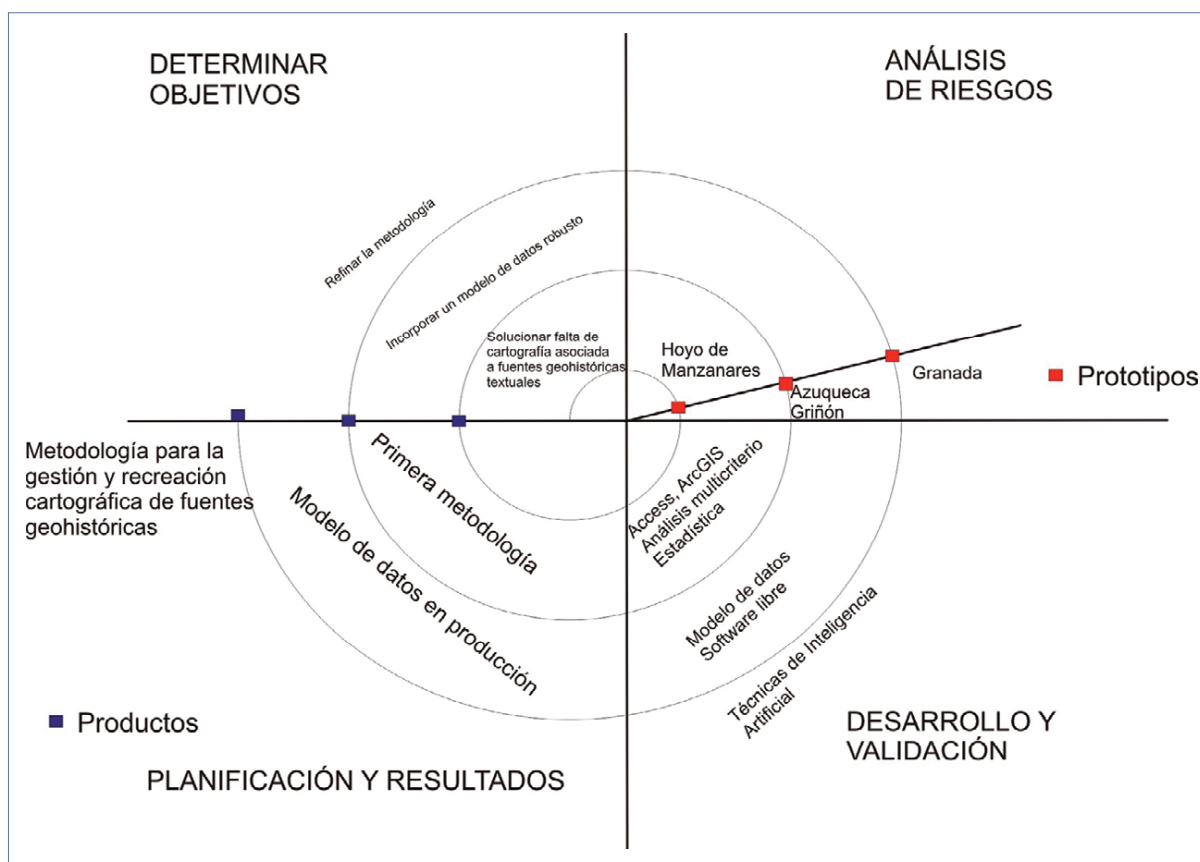 DETERMINAR
OBJETIVOS
ANÁLISIS
DE RIESGOS
Refinar la metodología
Incorporar un modelo de datos robusto
Solucionar falta de
cartografía asociada
a fuentes geohistóricas
textuales
Hoyo de
Manzanares
Azuqueca
Griñón
Granada
Prototipos
Metodología para la
gestión y recreación
cartográfica de fuentes
geohistóricas
Primera metodología
Modelo de datos en producción
Access, ArcGIS
Análisis multicriterio
Estadística
Modelo de datos
Software libre
Técnicas de Inteligencia
Artificial
Productos
PLANIFICACIÓN Y RESULTADOS
DESARROLLO Y
VALIDACIÓN